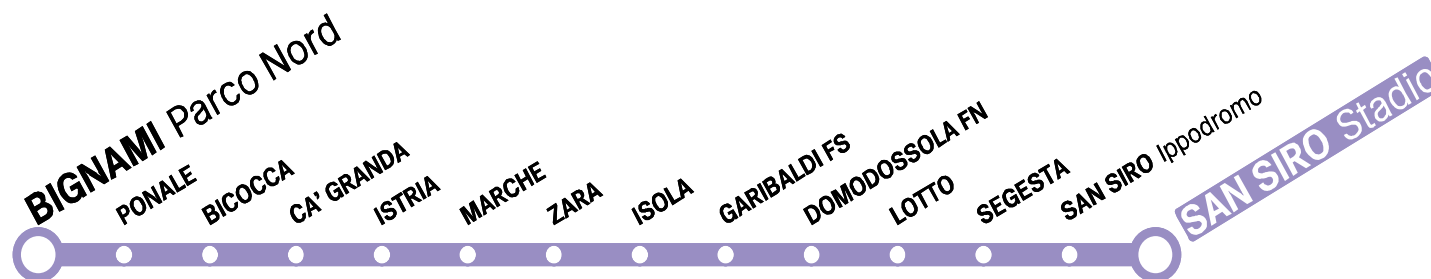 BIGNAMI Parco Nord
PONALE
BICOCCA
CA' GRANDA
ISTRIA
MARCHE
ZARA
ISOLA
GARIBALDI FS
DOMODOSSOLA FN
LOTTO
SEGESTA
SAN SIRO Ippodromo
SAN SIRO Stadio